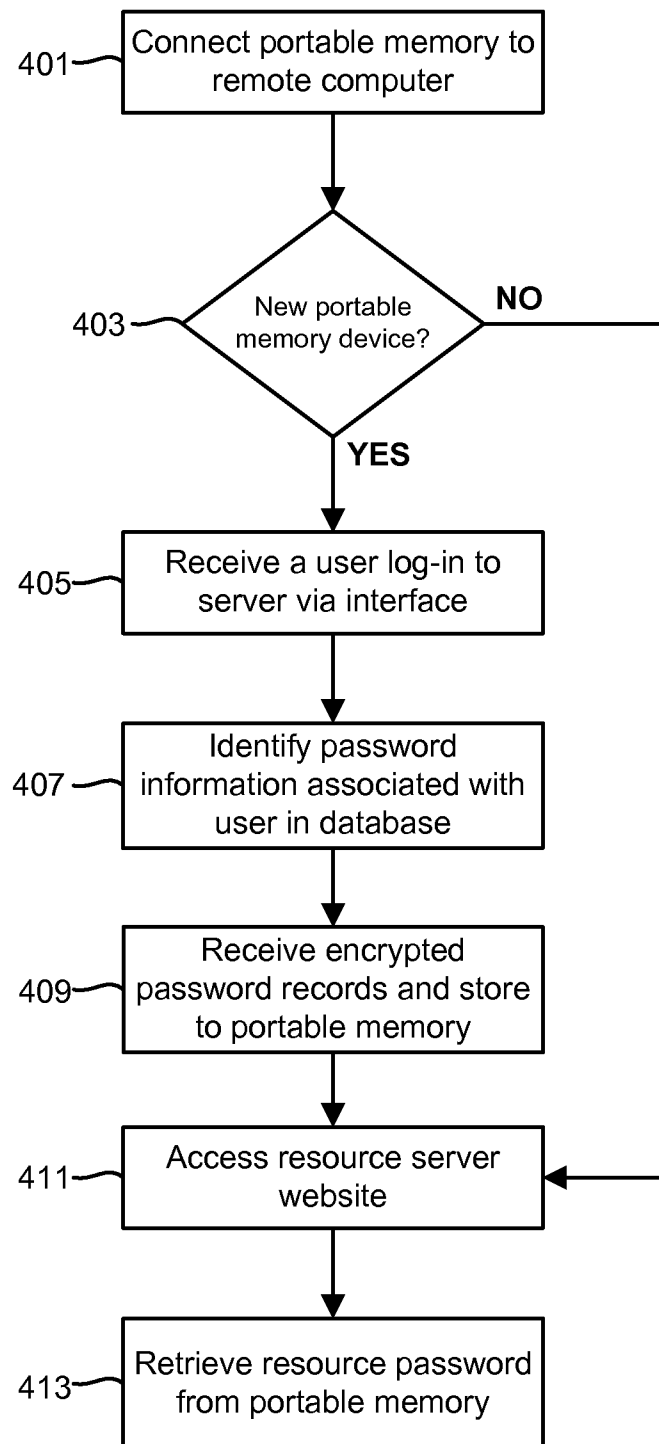 401
Connect portable memory to
remote computer
403
New portable
memory device?
NO
YES
405
Receive a user log-in to
server via interface
407
Identify password
information associated with
user in database
409
Receive encrypted
password records and store
to portable memory
411
Access resource server
website
413
Retrieve resource password
from portable memory